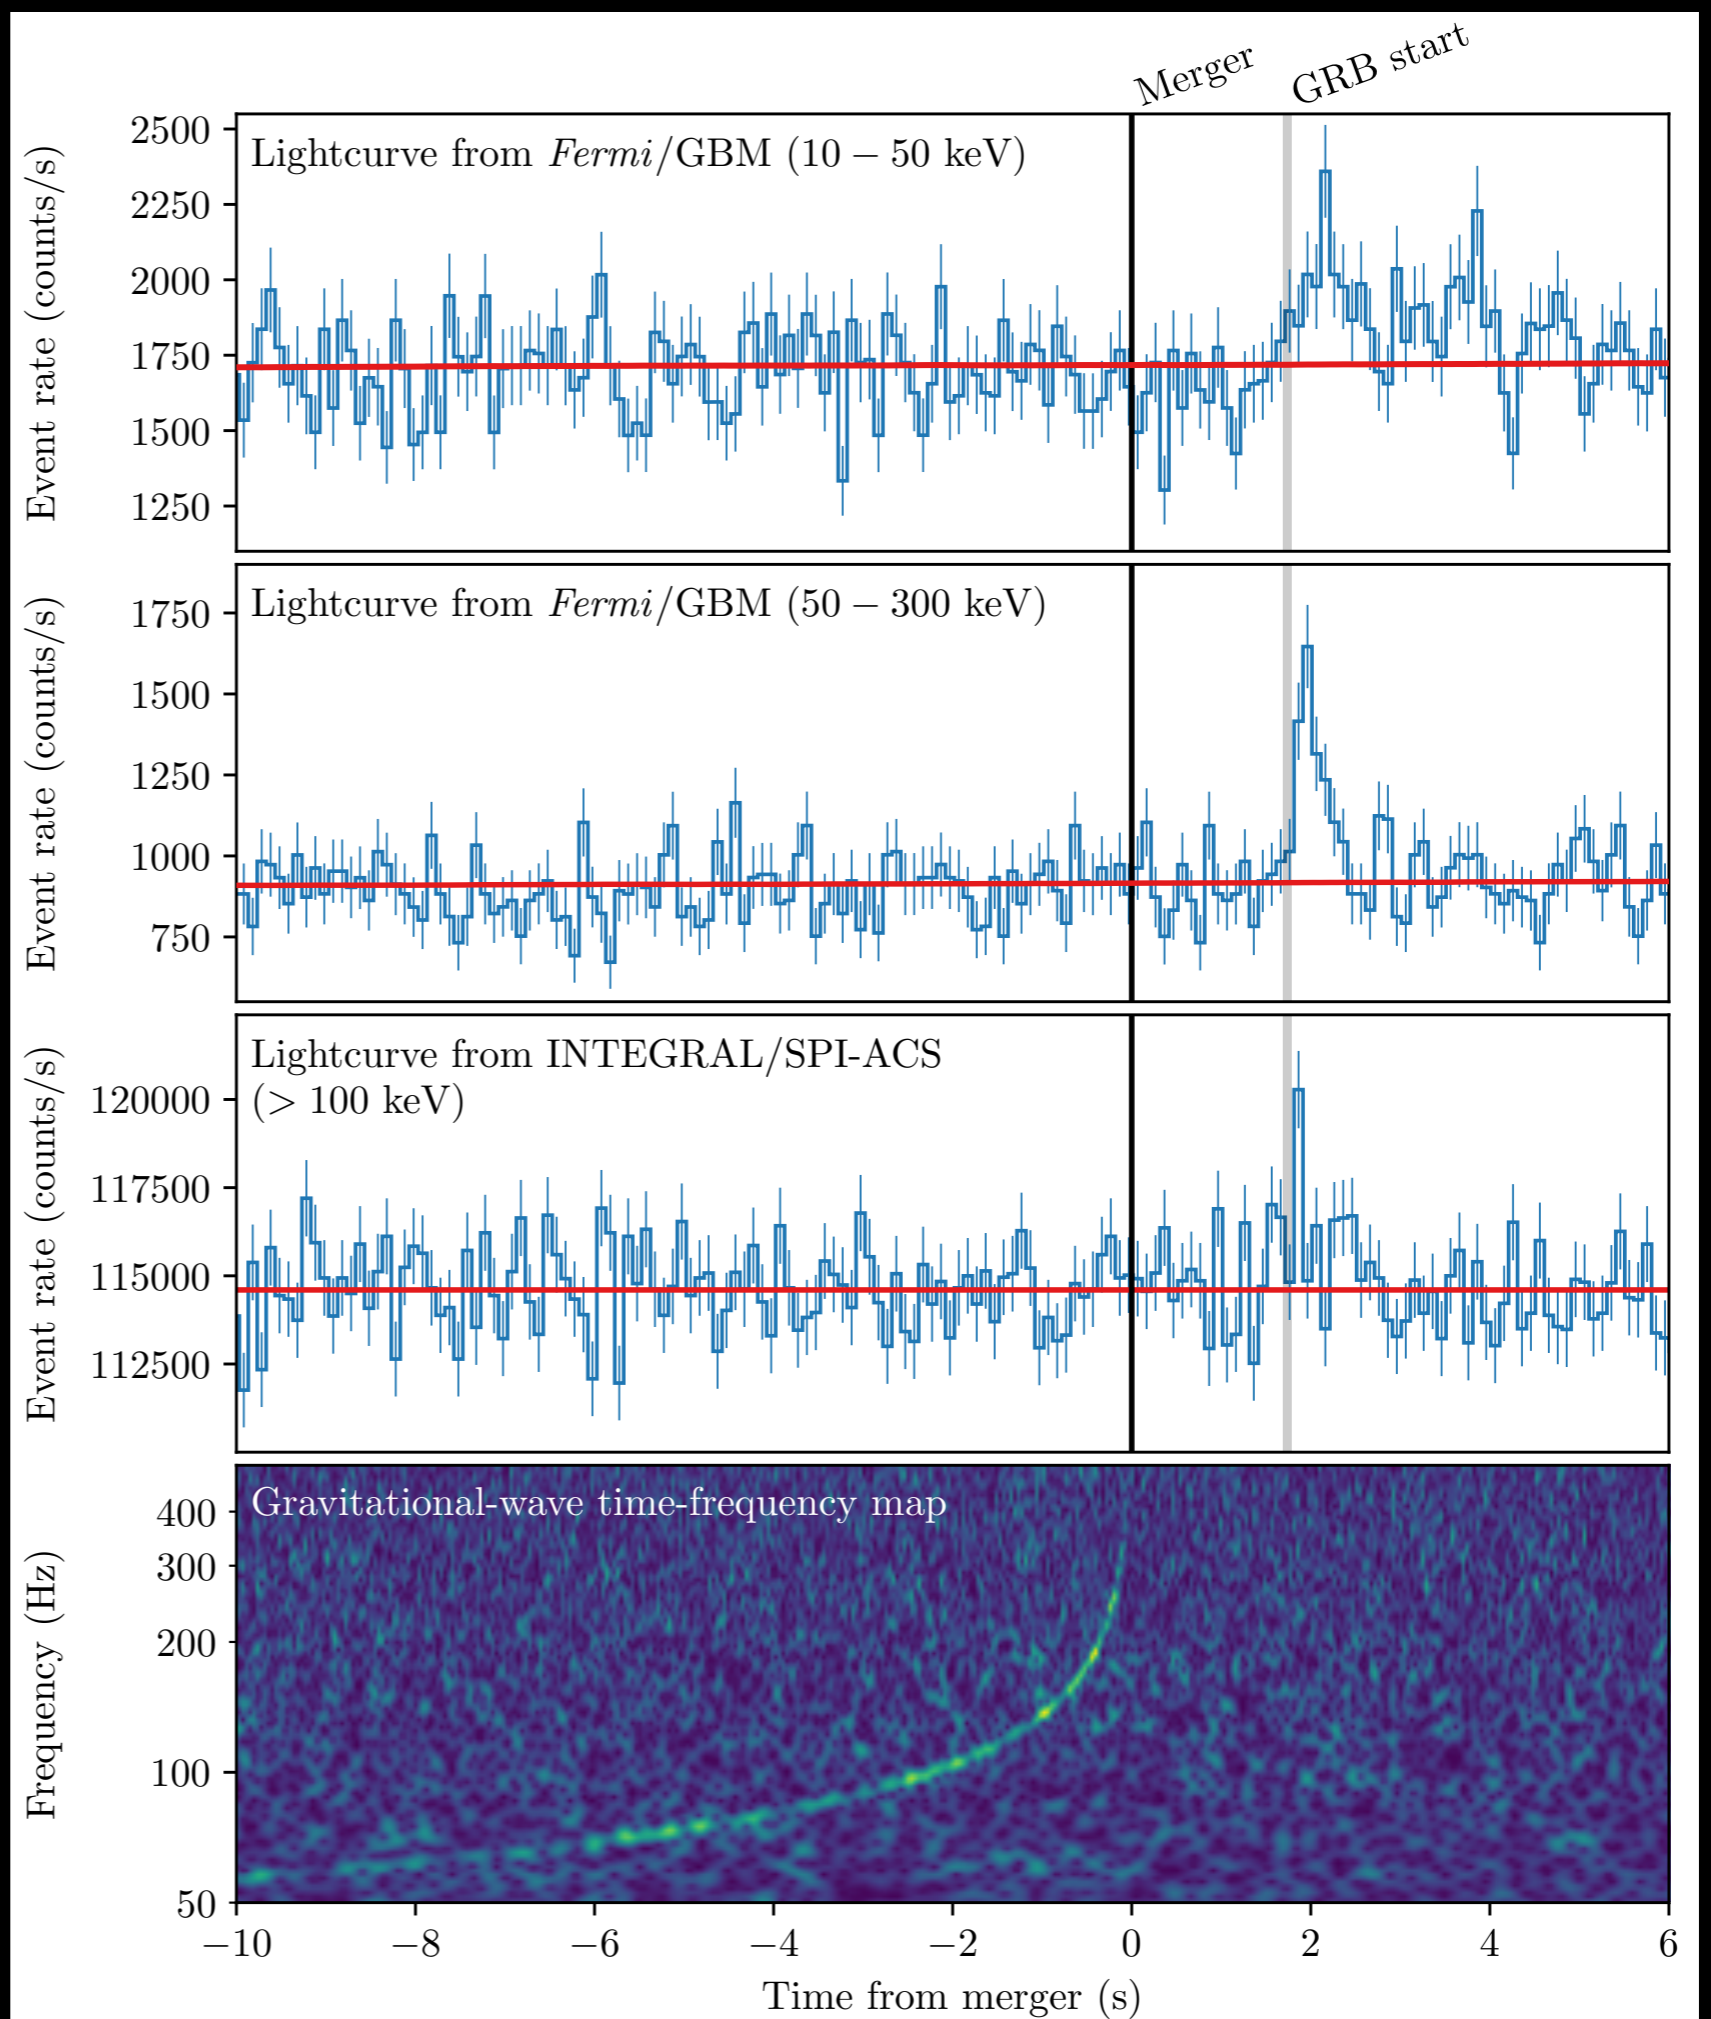 Merger
GRB start
2500
2250
2000
1750
1500
1250
Event rate (counts/s)
Lightcurve from Fermi/GBM (10 − 50 keV)
1750
1500
1250
1000
750
Event rate (counts/s)
Lightcurve from Fermi/GBM (50 − 300 keV)
120000
117500
115000
112500
Event rate (counts/s)
Lightcurve from INTEGRAL/SPI-ACS
(> 100 keV)
400
300
200
100
50
Frequency (Hz)
Gravitational-wave time-frequency map
−10 −8 −6 −4 −2 0 2 4 6
Time from merger (s)